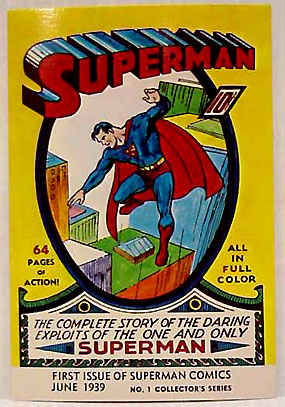 SUPERMAN
10¢
64
PAGES
OF
ACTION!
ALL
IN
FULL
COLOR
THE COMPLETE STORY OF THE DARING
EXPLOITS OF THE ONE AND ONLY
SUPERMAN
FIRST ISSUE OF SUPERMAN COMICS
JUNE 1939 NO. 1 COLLECTOR'S SERIES